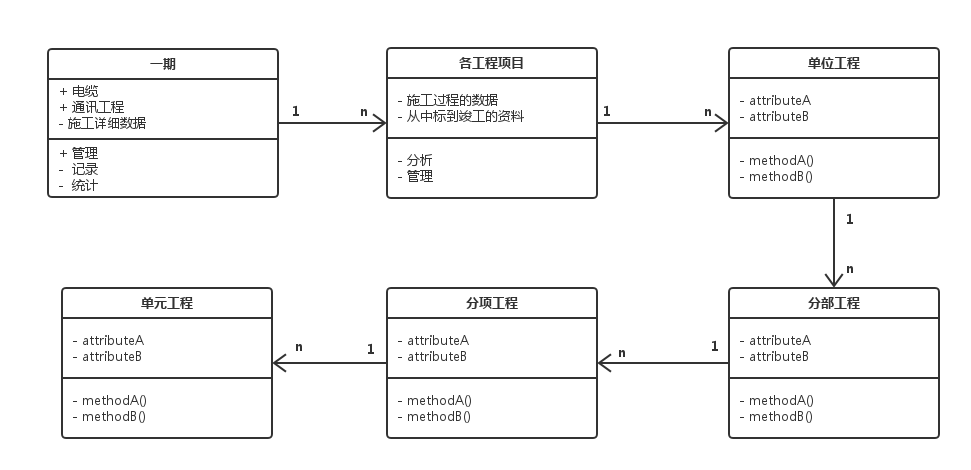 一期
+ 电缆
+ 通讯工程
- 施工详细数据
+ 管理
- 记录
- 统计
1
n
各工程项目
- 施工过程的数据
- 从中标到竣工的资料
- 分析
- 管理
1
n
单位工程
- attributeA
- attributeB
- methodA()
- methodB()
1
n
分部工程
- attributeA
- attributeB
- methodA()
- methodB()
1
n
分项工程
- attributeA
- attributeB
- methodA()
- methodB()
1
n
单元工程
- attributeA
- attributeB
- methodA()
- methodB()